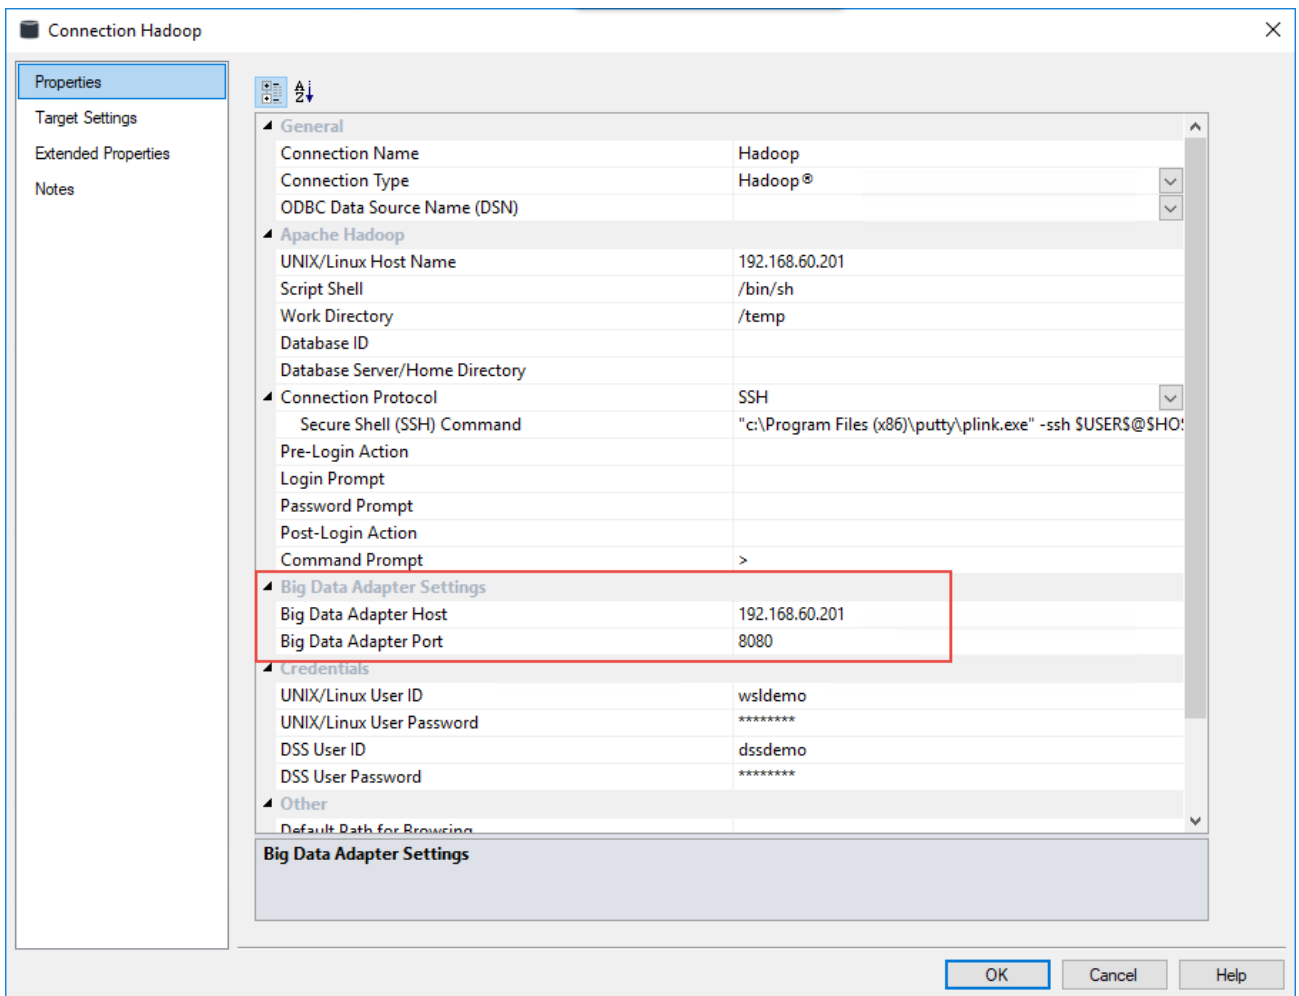 Connection Hadoop
Properties
Target Settings
Extended Properties
Notes
General
Connection Name Hadoop
Connection Type Hadoop®
ODBC Data Source Name (DSN)
Apache Hadoop
UNIX/Linux Host Name 192.168.60.201
Script Shell /bin/sh
Work Directory /temp
Database ID
Database Server/Home Directory
Connection Protocol SSH
Secure Shell (SSH) Command "c:\Program Files (x86)\putty\plink.exe" -ssh $USER$@$HOS
Pre-Login Action
Login Prompt
Password Prompt
Post-Login Action
Command Prompt >
Big Data Adapter Settings
Big Data Adapter Host 192.168.60.201
Big Data Adapter Port 8080
Credentials
UNIX/Linux User ID wsldemo
UNIX/Linux User Password ********
DSS User ID dssdemo
DSS User Password ********
Other
Default Path for Browsing
Big Data Adapter Settings
OK Cancel Help